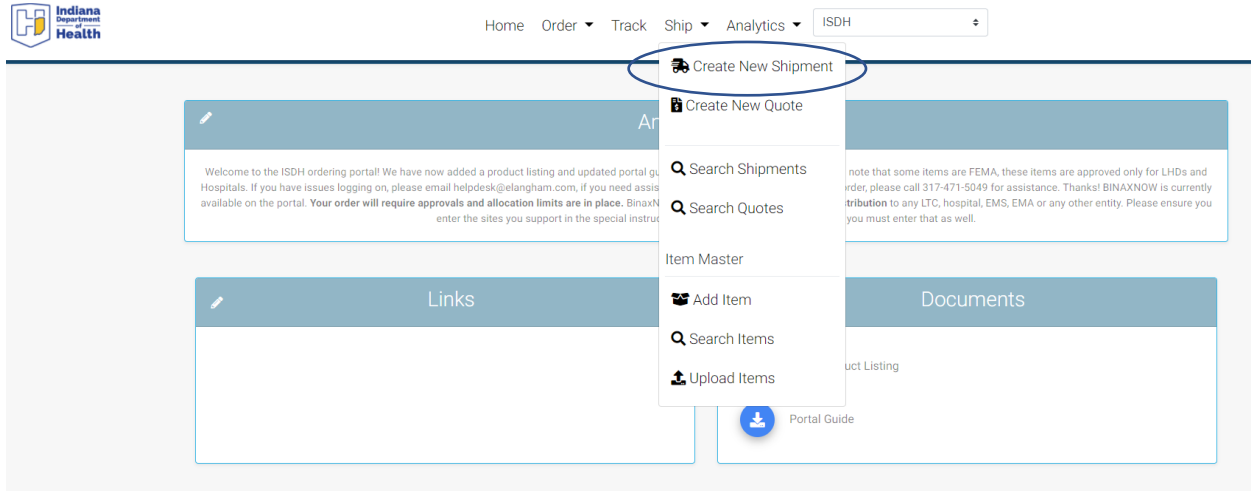 Indiana
Department
of
Health
Home Order Track Ship Analytics ISDH
Create New Shipment
Create New Quote
Search Shipments
Search Quotes
Item Master
Add Item
Search Items
Upload Items
Welcome to the ISDH ordering portal! We have now added a product listing and updated portal note that some items are FEMA, these items are approved only for LHDs and
Hospitals. If you have issues logging on, please email helpdesk@elangham.com, if you need please call 317-471-5049 for assistance. Thanks! BINAXNOW is currently
available on the portal. Your order will require approvals and allocation limits are in place. to any LTC, hospital, EMS, EMA or any other entity. Please ensure you
enter the sites you support in the special you must enter that as well.
Links
Documents
Listing
Portal Guide